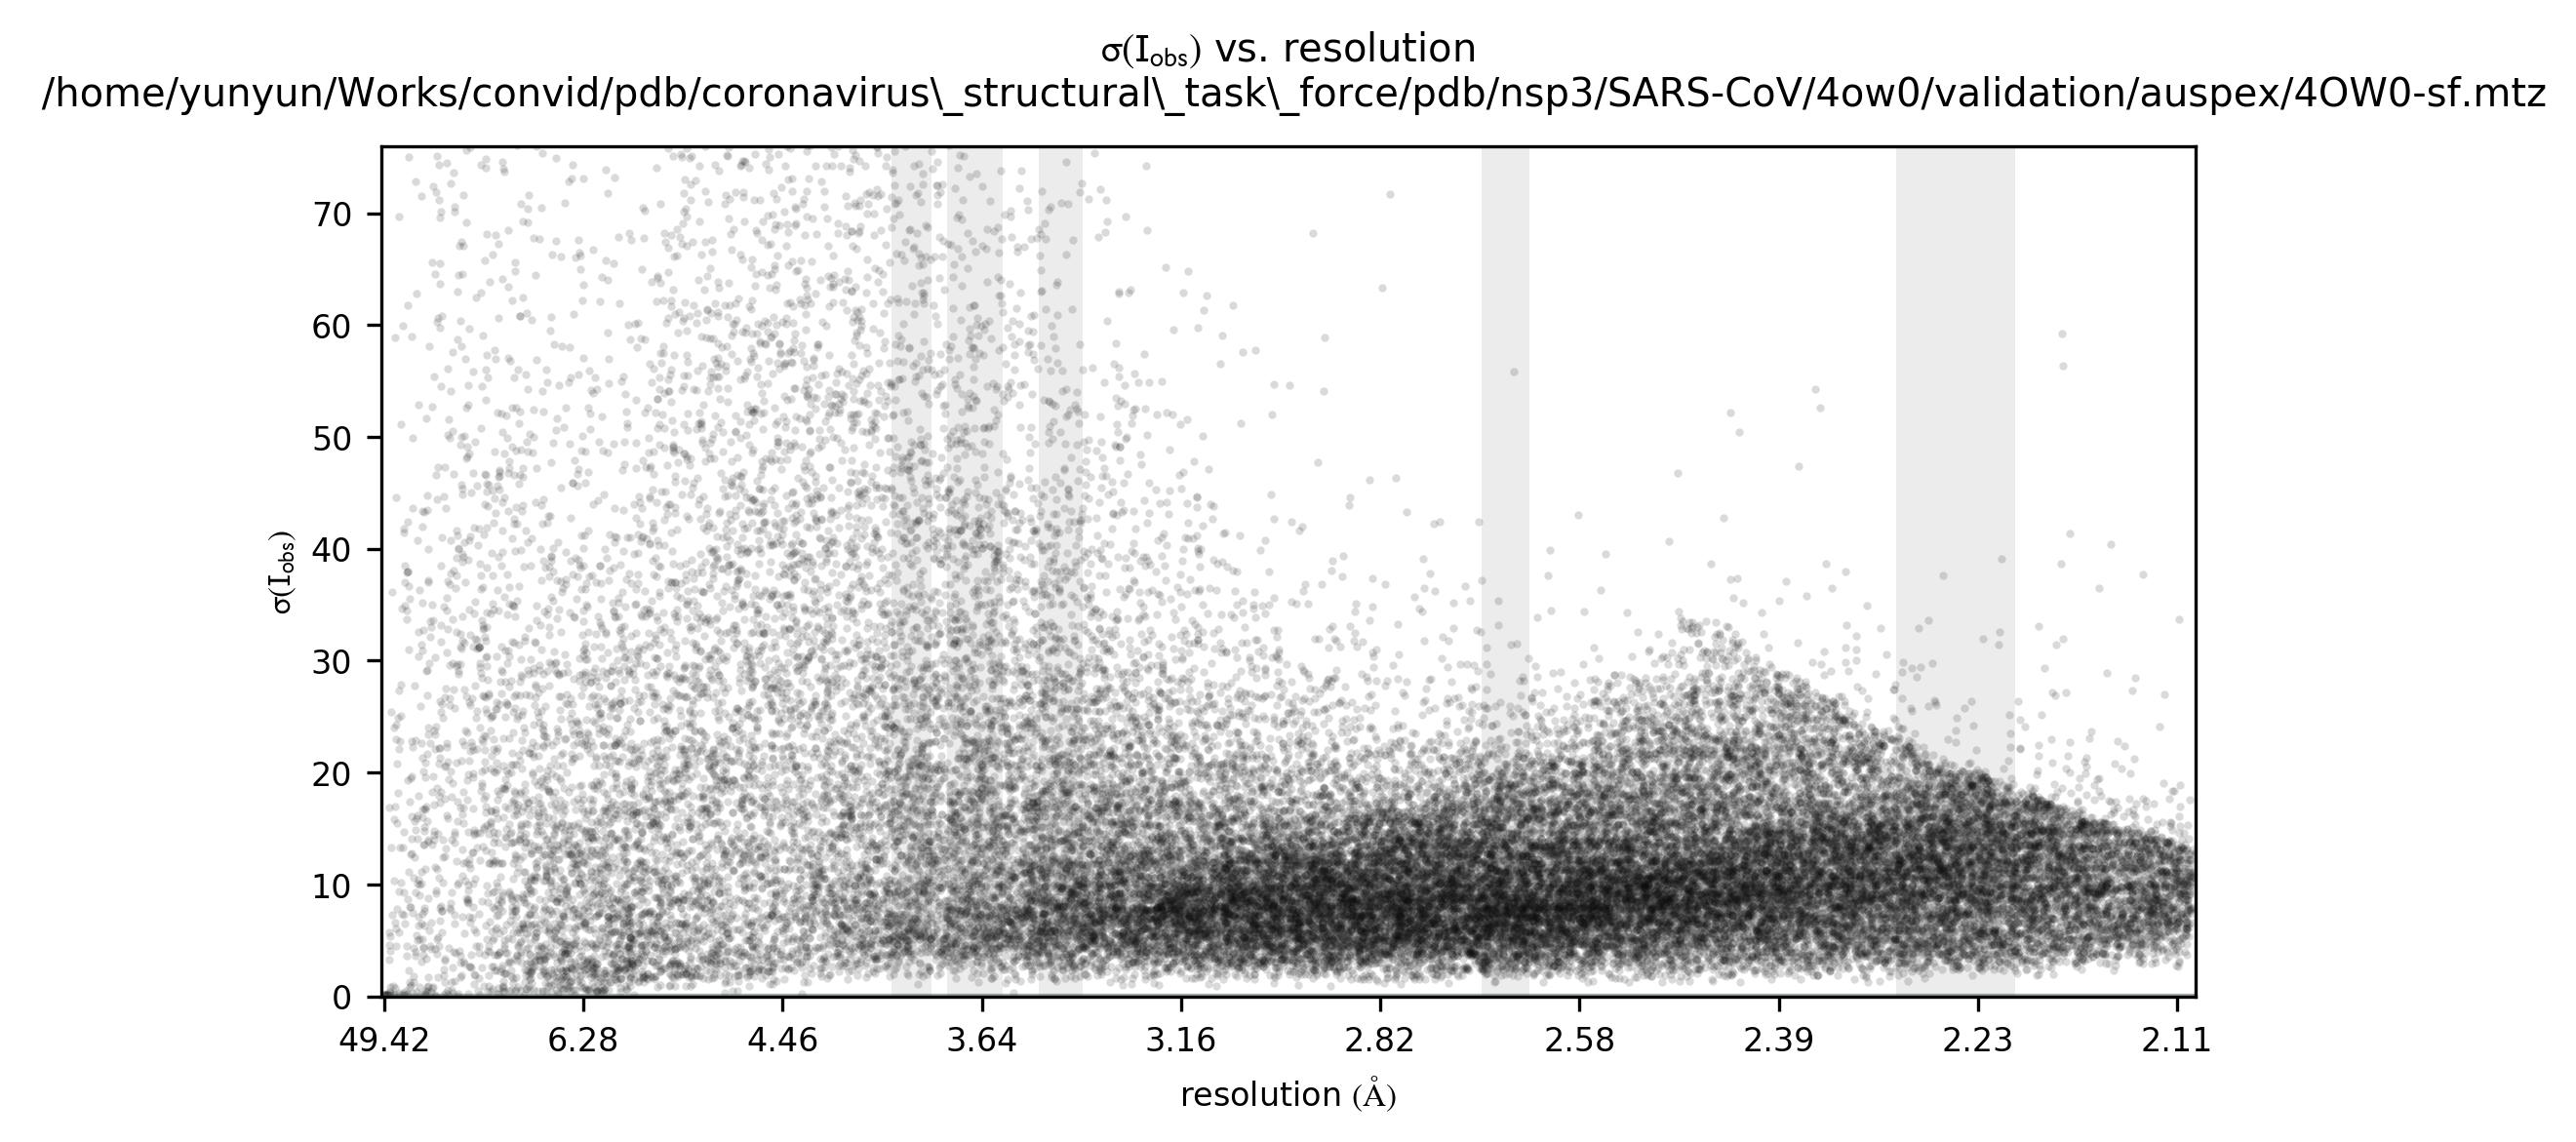 σ(I_obs) vs. resolution
/home/yunyun/Works/convid/pdb/coronavirus\_structural\_task\_force/pdb/nsp3/SARS-CoV/4ow0/validation/auspex/4OW0-sf.mtz
σ(I_obs)
70
60
50
40
30
20
10
0
49.42 6.28 4.46 3.64 3.16 2.82 2.58 2.39 2.23 2.11
resolution (Å)